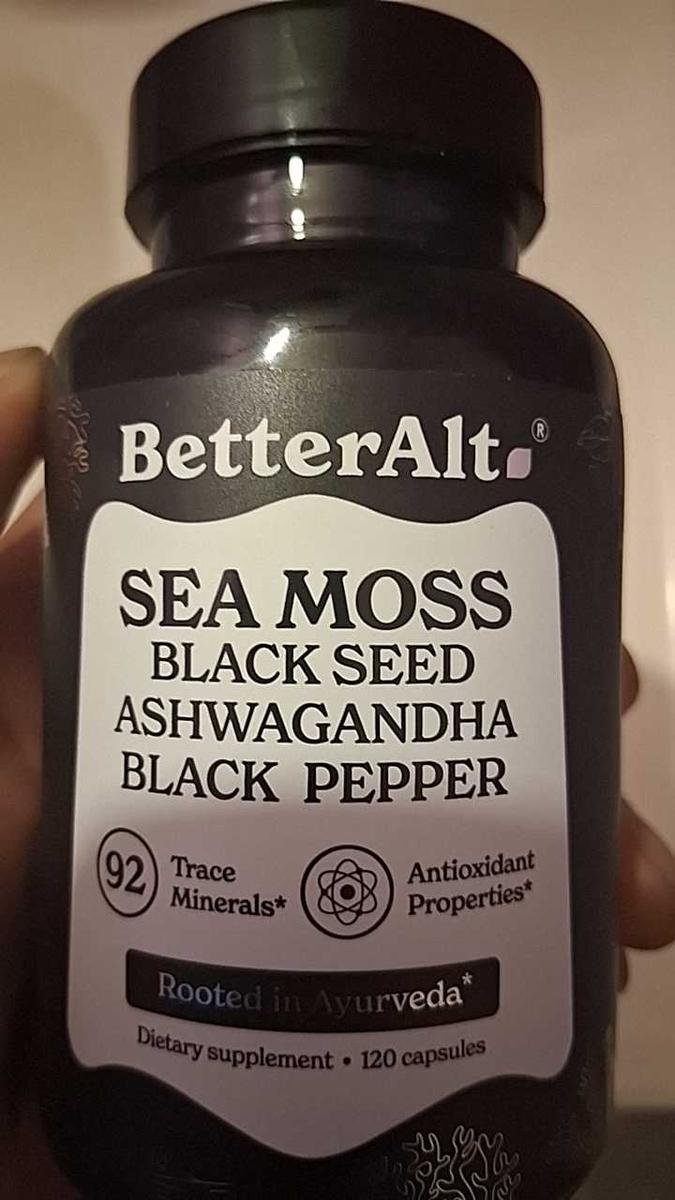 BetterAlt®
SEA MOSS
BLACK SEED
ASHWAGANDHA
BLACK PEPPER
92 Trace Minerals*
Antioxidant Properties*
Rooted in Ayurveda*
Dietary supplement • 120 capsules